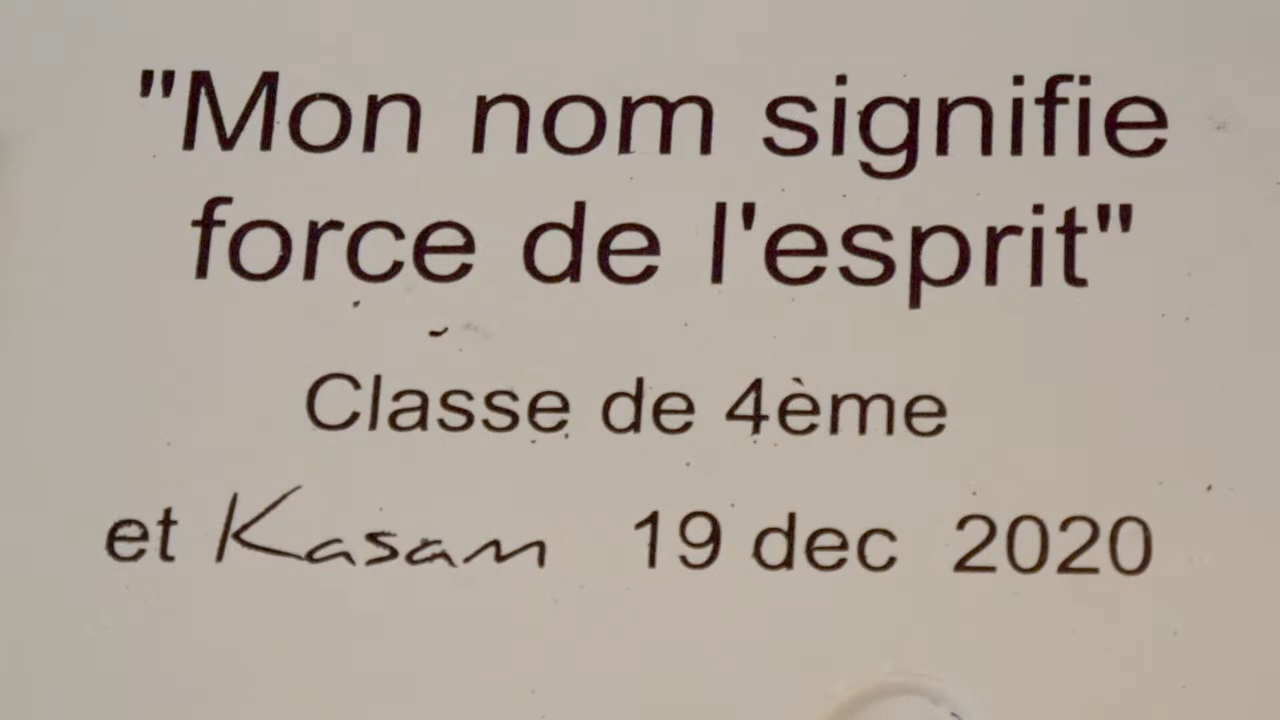 "Mon nom signifie
force de l'esprit"
Classe de 4ème
et Kasam 19 dec 2020